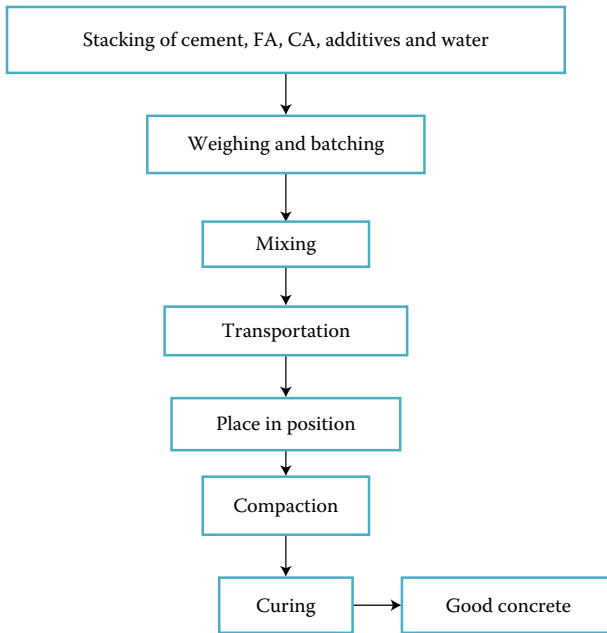 Stacking of cement, FA, CA, additives and water
Weighing and batching
Mixing
Transportation
Place in position
Compaction
Curing
Good concrete